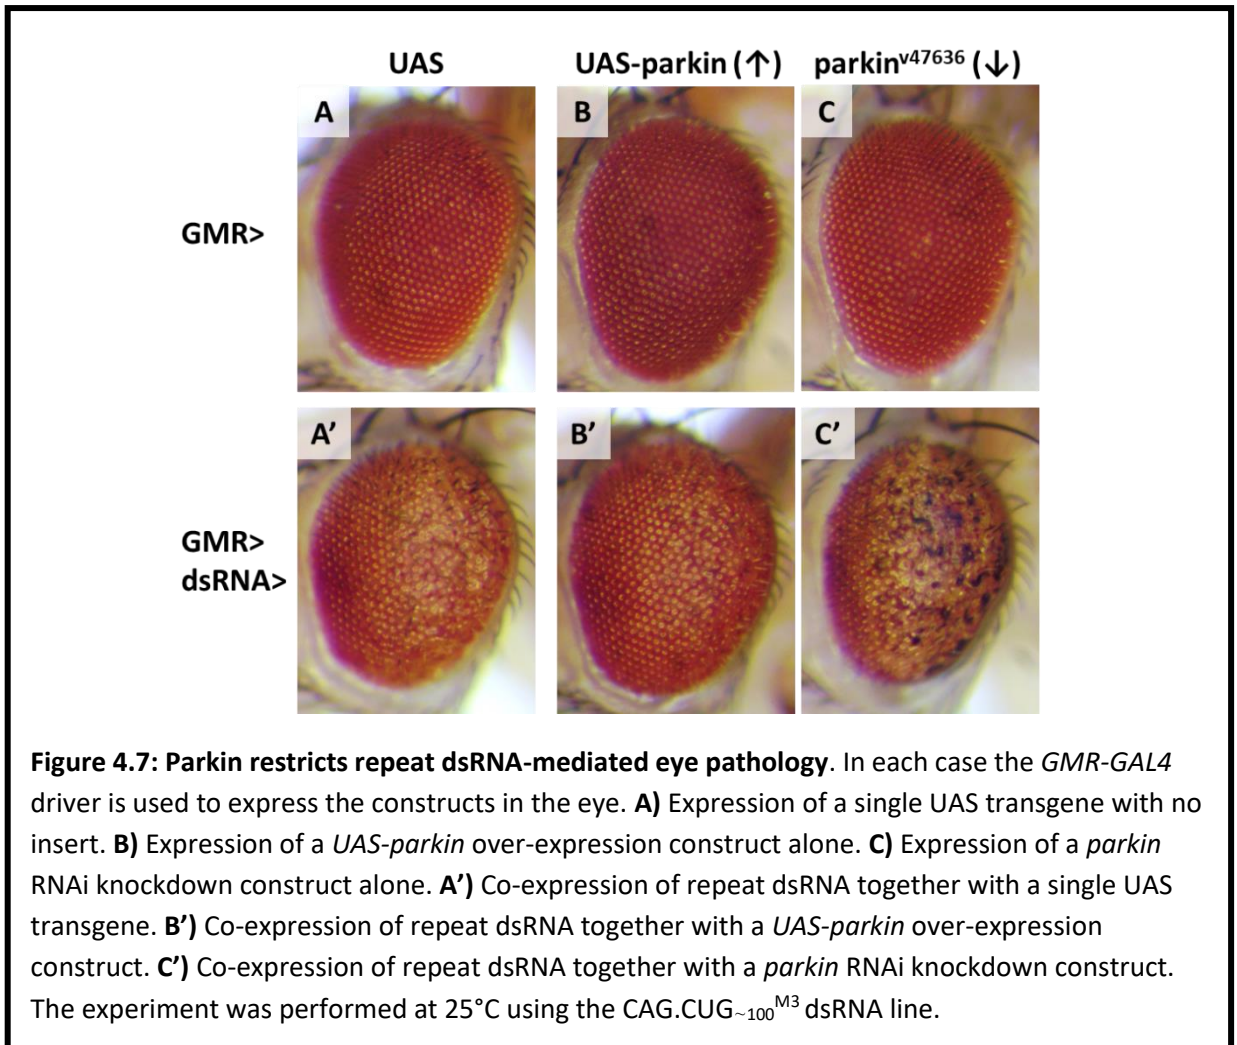 UAS UAS-parkin (↑) parkin^v47636 (↓)
A B C
GMR>
A’ B’ C’
GMR>
dsRNA>
Figure 4.7: Parkin restricts repeat dsRNA-mediated eye pathology. In each case the GMR-GAL4
driver is used to express the constructs in the eye. A) Expression of a single UAS transgene with no
insert. B) Expression of a UAS-parkin over-expression construct alone. C) Expression of a parkin
RNAi knockdown construct alone. A’) Co-expression of repeat dsRNA together with a single UAS
transgene. B’) Co-expression of repeat dsRNA together with a UAS-parkin over-expression
construct. C’) Co-expression of repeat dsRNA together with a parkin RNAi knockdown construct.
The experiment was performed at 25°C using the CAG.CUG~100^M3 dsRNA line.